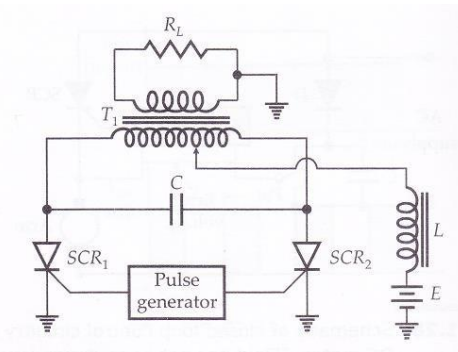 R_L
T_1
C
SCR_1
SCR_2
L
Pulse
generator
E